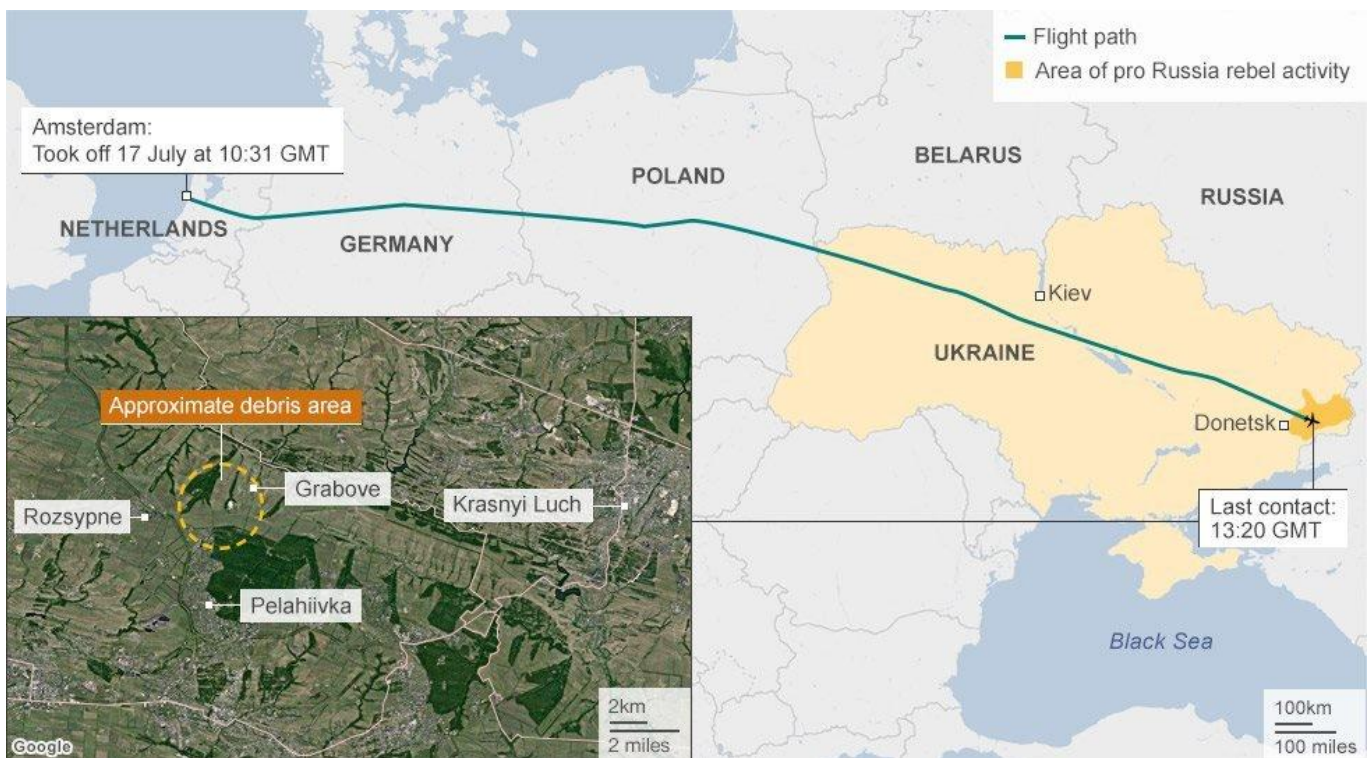 Flight path
Area of pro Russia rebel activity
Amsterdam:
Took off 17 July at 10:31 GMT
BELARUS
POLAND
RUSSIA
NETHERLANDS
GERMANY
Kiev
UKRAINE
Donetsk
Last contact:
13:20 GMT
Black Sea
100km
100 miles
Approximate debris area
Grabove
Krasnyi Luch
Rozsypne
Pelahiivka
2km
2 miles
Google